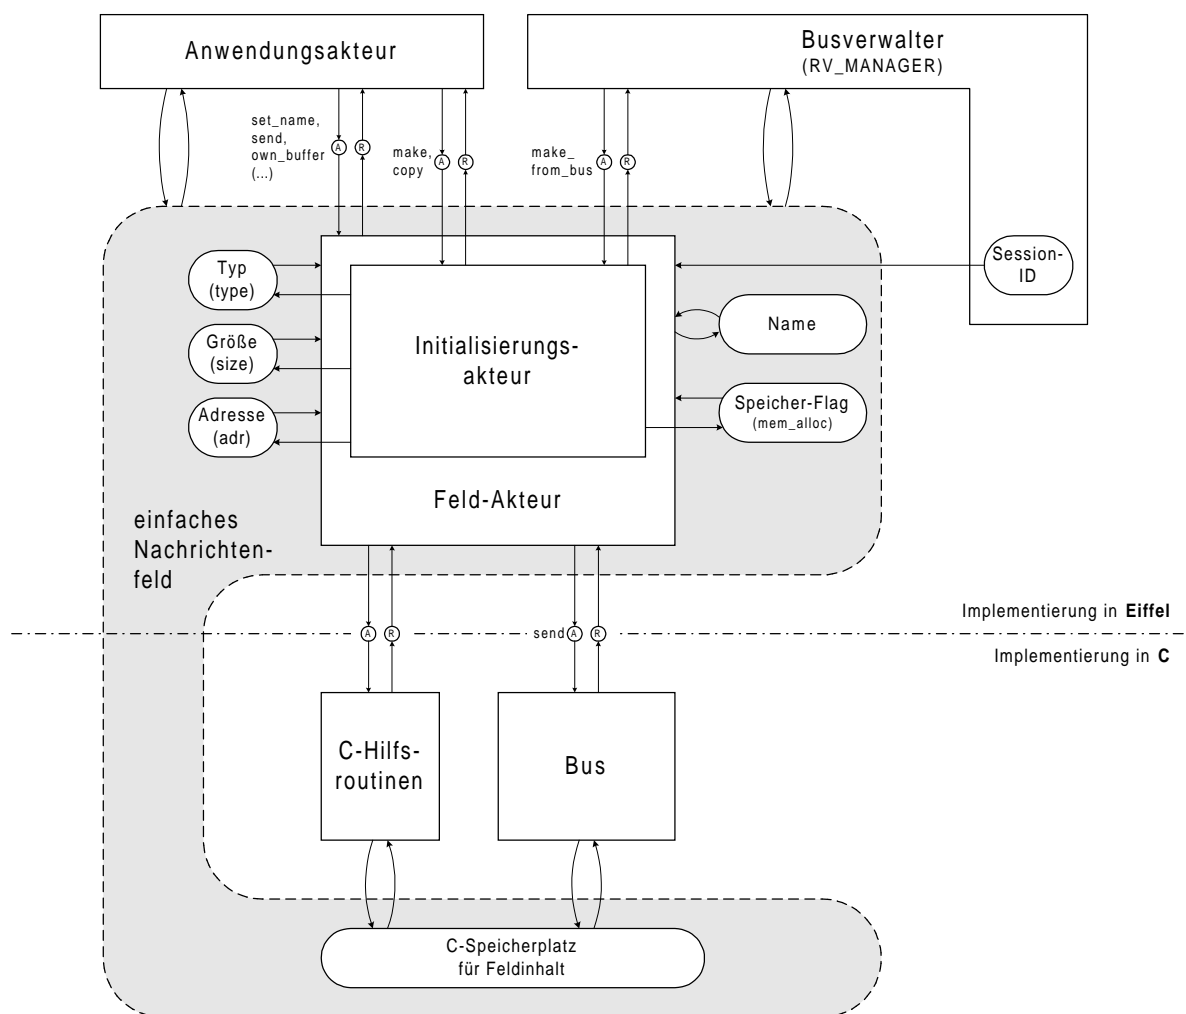 Anwendungsakteur
Busverwalter
(RV_MANAGER)
set_name,
send,
own_buffer
(...)
A
R
make,
copy
A
R
make_
from_bus
A
R
Typ
(type)
Session-
ID
Name
Größe
(size)
Initialisierungs-
akteur
Adresse
(adr)
Speicher-Flag
(mem_alloc)
Feld-Akteur
einfaches
Nachrichten-
feld
Implementierung in Eiffel
A
R
send
A
R
Implementierung in C
C-Hilfs-
routinen
Bus
C-Speicherplatz
für Feldinhalt